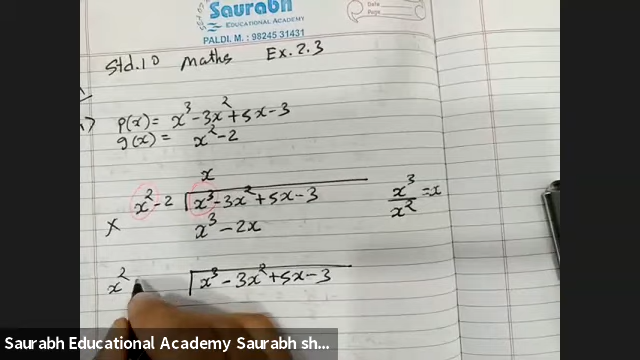 Saurabh
EDUCATIONAL ACADEMY
PALDI. M. : 98245 31431
Date
Page
Std.10 Maths Ex.2.3
p(x) = x³ - 3x² + 5x - 3
g(x) = x² - 2
x
x² - 2 x³ - 3x² + 5x - 3
x³/x² = x
x³ - 2x
x² x³ - 3x² + 5x - 3
Saurabh Educational Academy Saurabh sh...